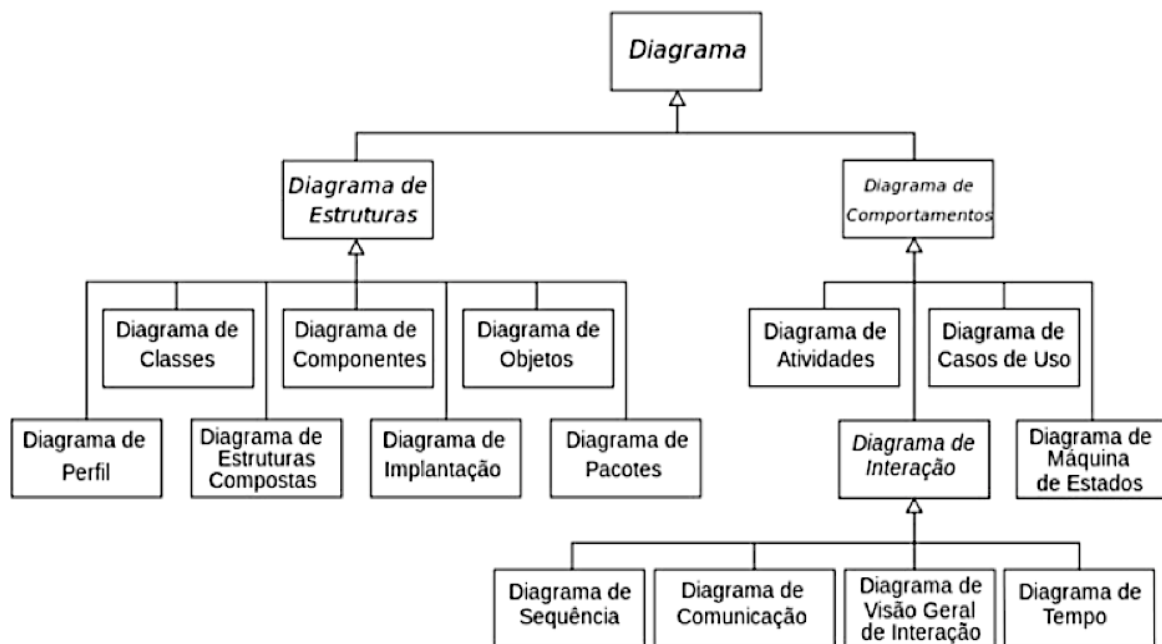 Diagrama
Diagrama de
Estruturas
Diagrama de
Comportamentos
Diagrama de
Classes
Diagrama de
Componentes
Diagrama de
Objetos
Diagrama de
Atividades
Diagrama de
Casos de Uso
Diagrama de
Perfil
Diagrama de
Estruturas
Compostas
Diagrama de
Implantação
Diagrama de
Pacotes
Diagrama de
Interação
Diagrama de
Máquina
de Estados
Diagrama de
Sequência
Diagrama de
Comunicação
Diagrama de
Visão Geral
de Interação
Diagrama de
Tempo